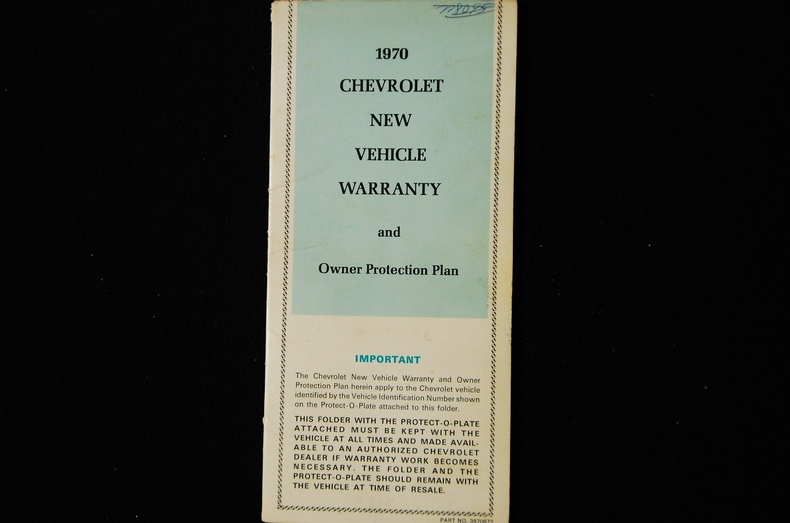 1970
CHEVROLET
NEW
VEHICLE
WARRANTY
and
Owner Protection Plan
IMPORTANT
The Chevrolet New Vehicle Warranty and Owner
Protection Plan herein apply to the Chevrolet vehicle
identified by the Vehicle Identification Number shown
on the Protect-O-Plate attached to this folder.
THIS FOLDER WITH THE PROTECT-O-PLATE
ATTACHED MUST BE KEPT WITH THE
VEHICLE AT ALL TIMES AND MADE AVAIL-
ABLE TO AN AUTHORIZED CHEVROLET
DEALER IF WARRANTY WORK BECOMES
NECESSARY. THE FOLDER AND THE
PROTECT-O-PLATE SHOULD REMAIN WITH
THE VEHICLE AT TIME OF RESALE.
PART NO.